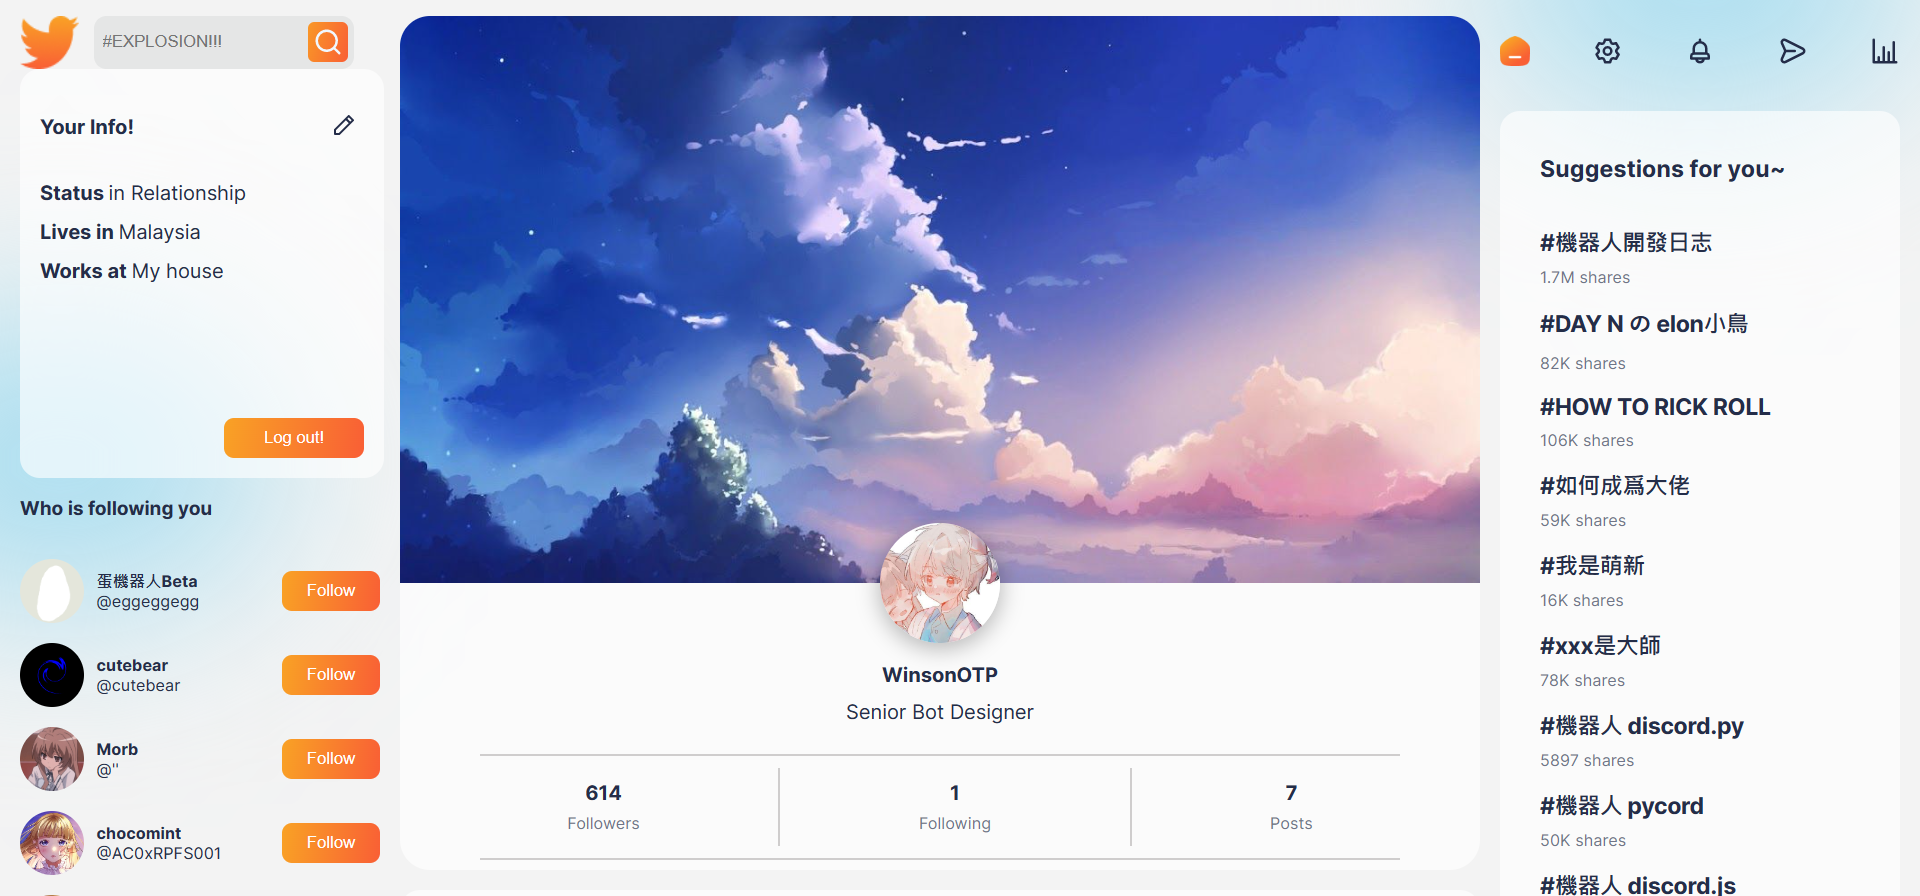 #EXPLOSION!!!
Your Info!
Status in Relationship
Lives in Malaysia
Works at My house
Log out!
Who is following you
蛋機器人Beta
@eggeggegg
Follow
cutebear
@cutebear
Follow
Morb
@"
Follow
chocomint
@AC0xRPFS001
Follow
WinsonOTP
Senior Bot Designer
614
Followers
1
Following
7
Posts
Suggestions for you~
#機器人開發日志
1.7M shares
#DAY N の elon小鳥
82K shares
#HOW TO RICK ROLL
106K shares
#如何成爲大佬
59K shares
#我是萌新
16K shares
#xxx是大師
78K shares
#機器人 discord.py
5897 shares
#機器人 pycord
50K shares
#機器人 discord.js